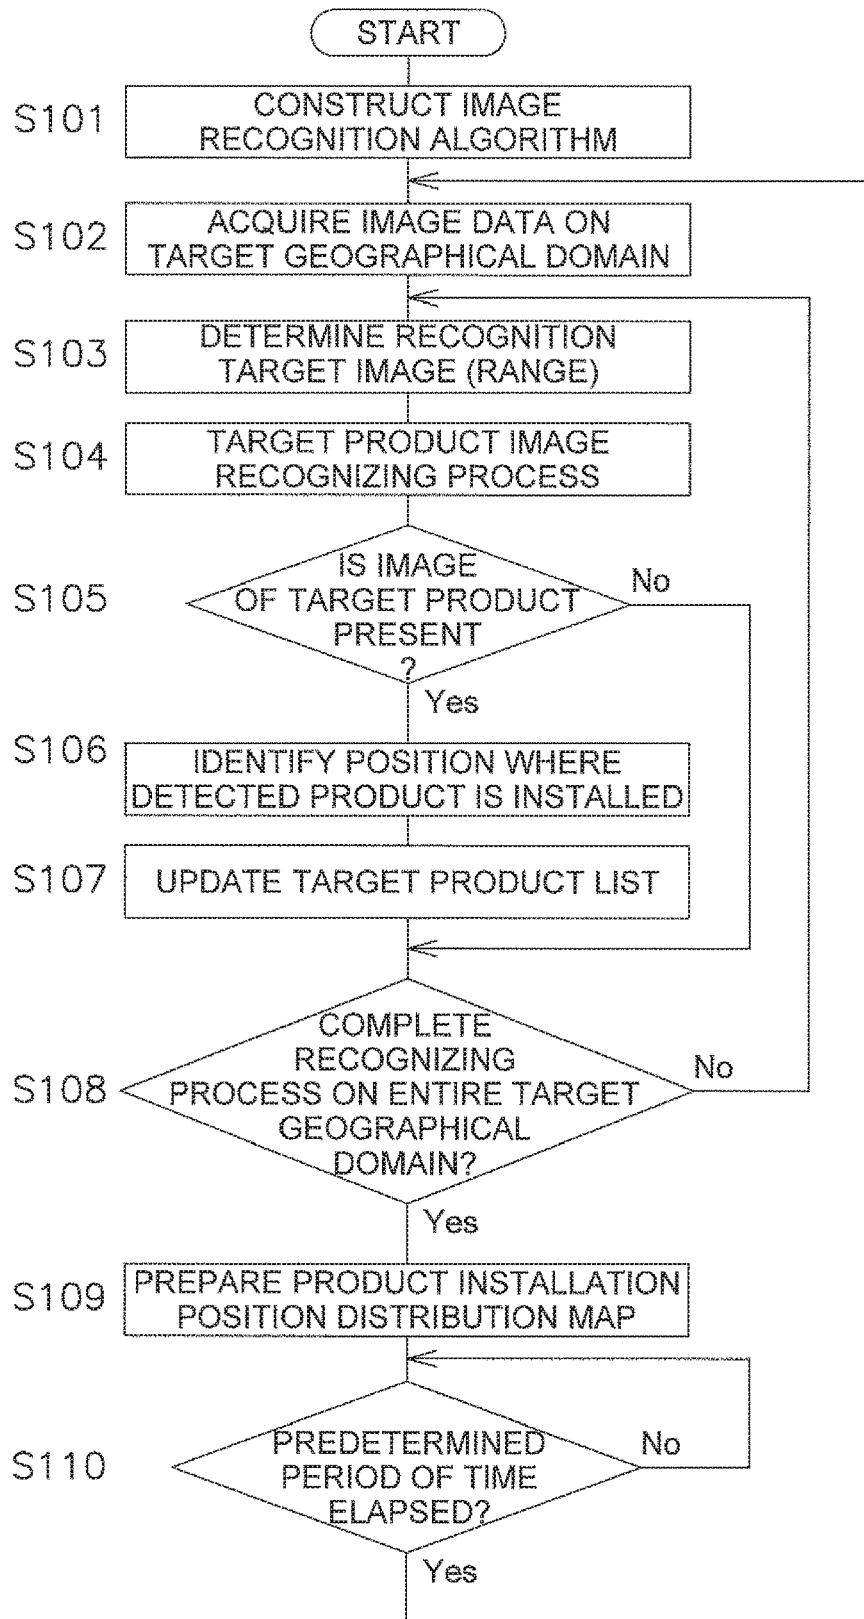 START
S101
CONSTRUCT IMAGE
RECOGNITION ALGORITHM
S102
ACQUIRE IMAGE DATA ON
TARGET GEOGRAPHICAL DOMAIN
S103
DETERMINE RECOGNITION
TARGET IMAGE (RANGE)
S104
TARGET PRODUCT IMAGE
RECOGNIZING PROCESS
S105
IS IMAGE
OF TARGET PRODUCT
PRESENT
?
No
Yes
S106
IDENTIFY POSITION WHERE
DETECTED PRODUCT IS INSTALLED
S107
UPDATE TARGET PRODUCT LIST
S108
COMPLETE
RECOGNIZING
PROCESS ON ENTIRE TARGET
GEOGRAPHICAL
DOMAIN?
No
Yes
S109
PREPARE PRODUCT INSTALLATION
POSITION DISTRIBUTION MAP
S110
PREDETERMINED
PERIOD OF TIME
ELAPSED?
No
Yes